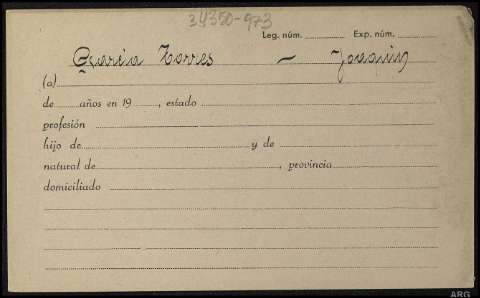 34350-973
Leg. núm. Exp. núm.
Garcia Torres - Joaquin
(a)
de años en 19 , estado
profesión
hijo de y de
natural de , provincia
domiciliado
ARG